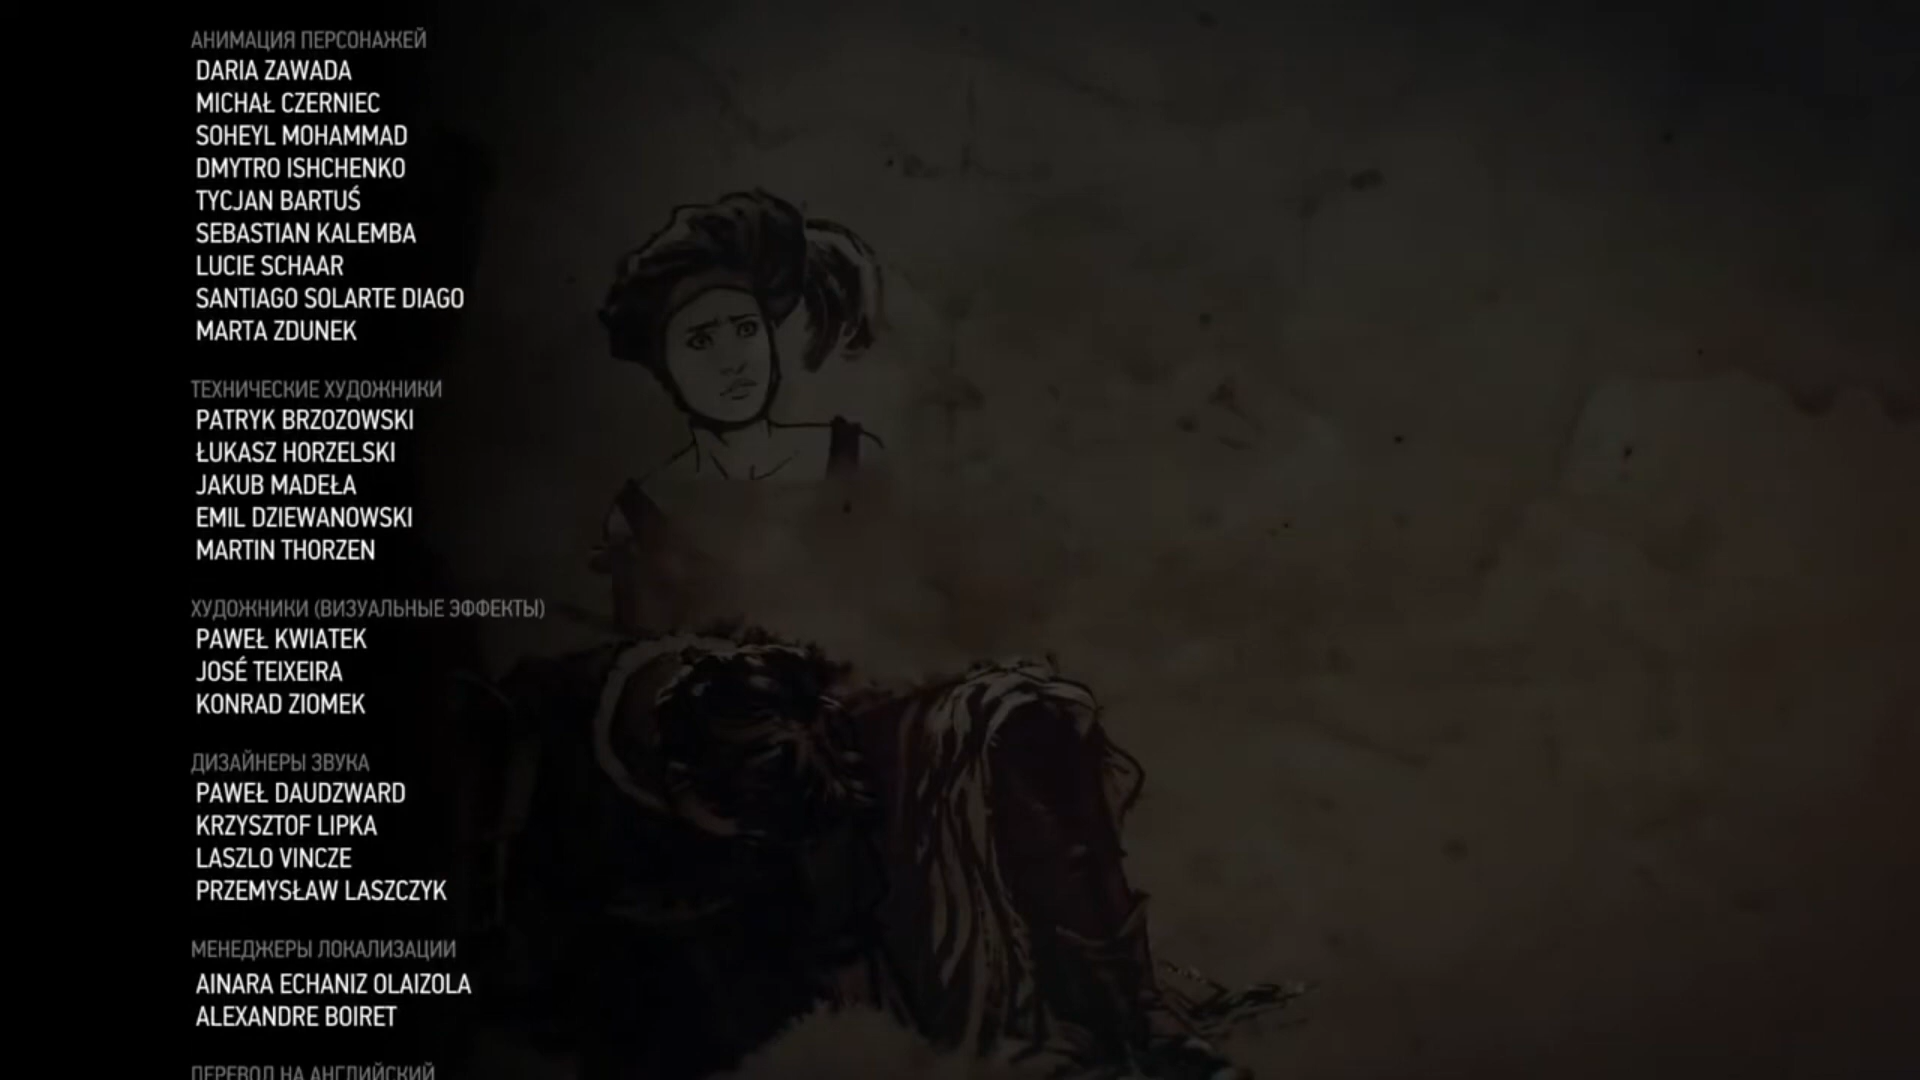 АНИМАЦИЯ ПЕРСОНАЖЕЙ
DARIA ZAWADA
MICHAŁ CZERNIEC
SOHEYL MOHAMMAD
DMYTRO ISHCHENKO
TYCJAN BARTUŚ
SEBASTIAN KALEMBA
LUCIE SCHAAR
SANTIAGO SOLARTE DIAGO
MARTA ZDUNEK
ТЕХНИЧЕСКИЕ ХУДОЖНИКИ
PATRYK BRZOZOWSKI
ŁUKASZ HORZELSKI
JAKUB MADEŁA
EMIL DZIEWANOWSKI
MARTIN THORZEN
ХУДОЖНИКИ (ВИЗУАЛЬНЫЕ ЭФФЕКТЫ)
PAWEŁ KWIATEK
JOSÉ TEIXEIRA
KONRAD ZIOMEK
ДИЗАЙНЕРЫ ЗВУКА
PAWEŁ DAUDZWARD
KRZYSZTOF LIPKA
LASZLO VINCZE
PRZEMYSŁAW LASZCZYK
МЕНЕДЖЕРЫ ЛОКАЛИЗАЦИИ
AINARA ECHANIZ OLAIZOLA
ALEXANDRE BOIRET
ПЕРЕВОД НА АНГЛИЙСКИЙ